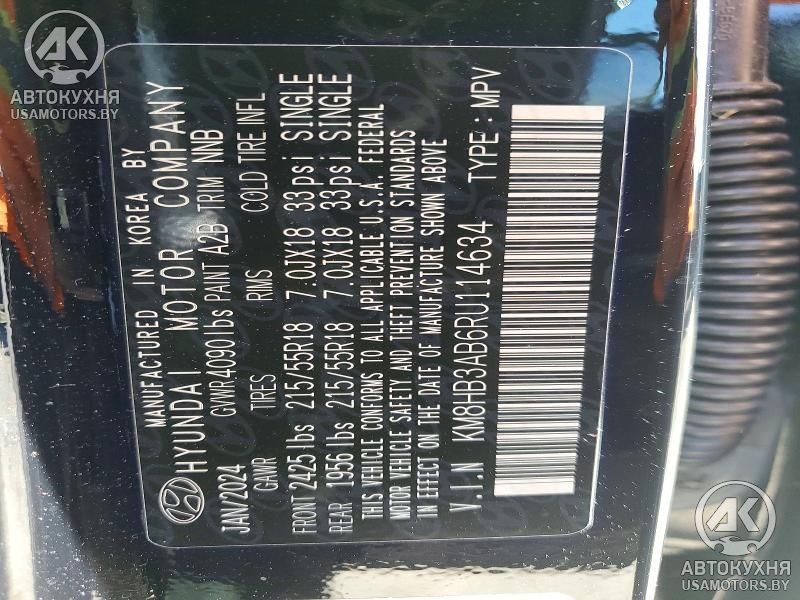 MANUFACTURED IN KOREA BY
HYUNDAI MOTOR COMPANY
JAN/2024 GVWR4090lbs PAINT A2B TRIM NNB
GAWR TIRES RIMS COLD TIRE INFL
FRONT 2425 lbs 215/55R18 7.0JX18 33psi SINGLE
REAR 1956 lbs 215/55R18 7.0JX18 33psi SINGLE
THIS VEHICLE CONFORMS TO ALL APPLICABLE U.S.A. FEDERAL
MOTOR VEHICLE SAFETY AND THEFT PREVENTION STANDARDS
IN EFFECT ON THE DATE OF MANUFACTURE SHOWN ABOVE
V.I.N KM8HB3AB6RU114634 TYPE : MPV
АК
АВТОКУХНЯ
USAMOTORS.BY
АК
АВТОКУХНЯ
USAMOTORS.BY